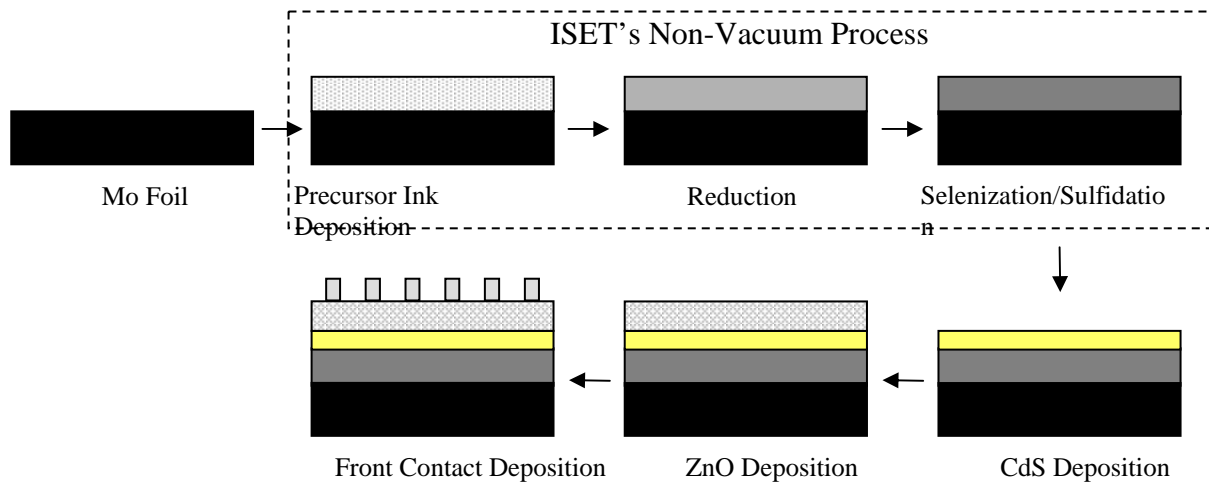 ISET's Non-Vacuum Process
Mo Foil
Precursor Ink
Deposition
Reduction
Selenization/Sulfidatio
n
Front Contact Deposition
ZnO Deposition
CdS Deposition